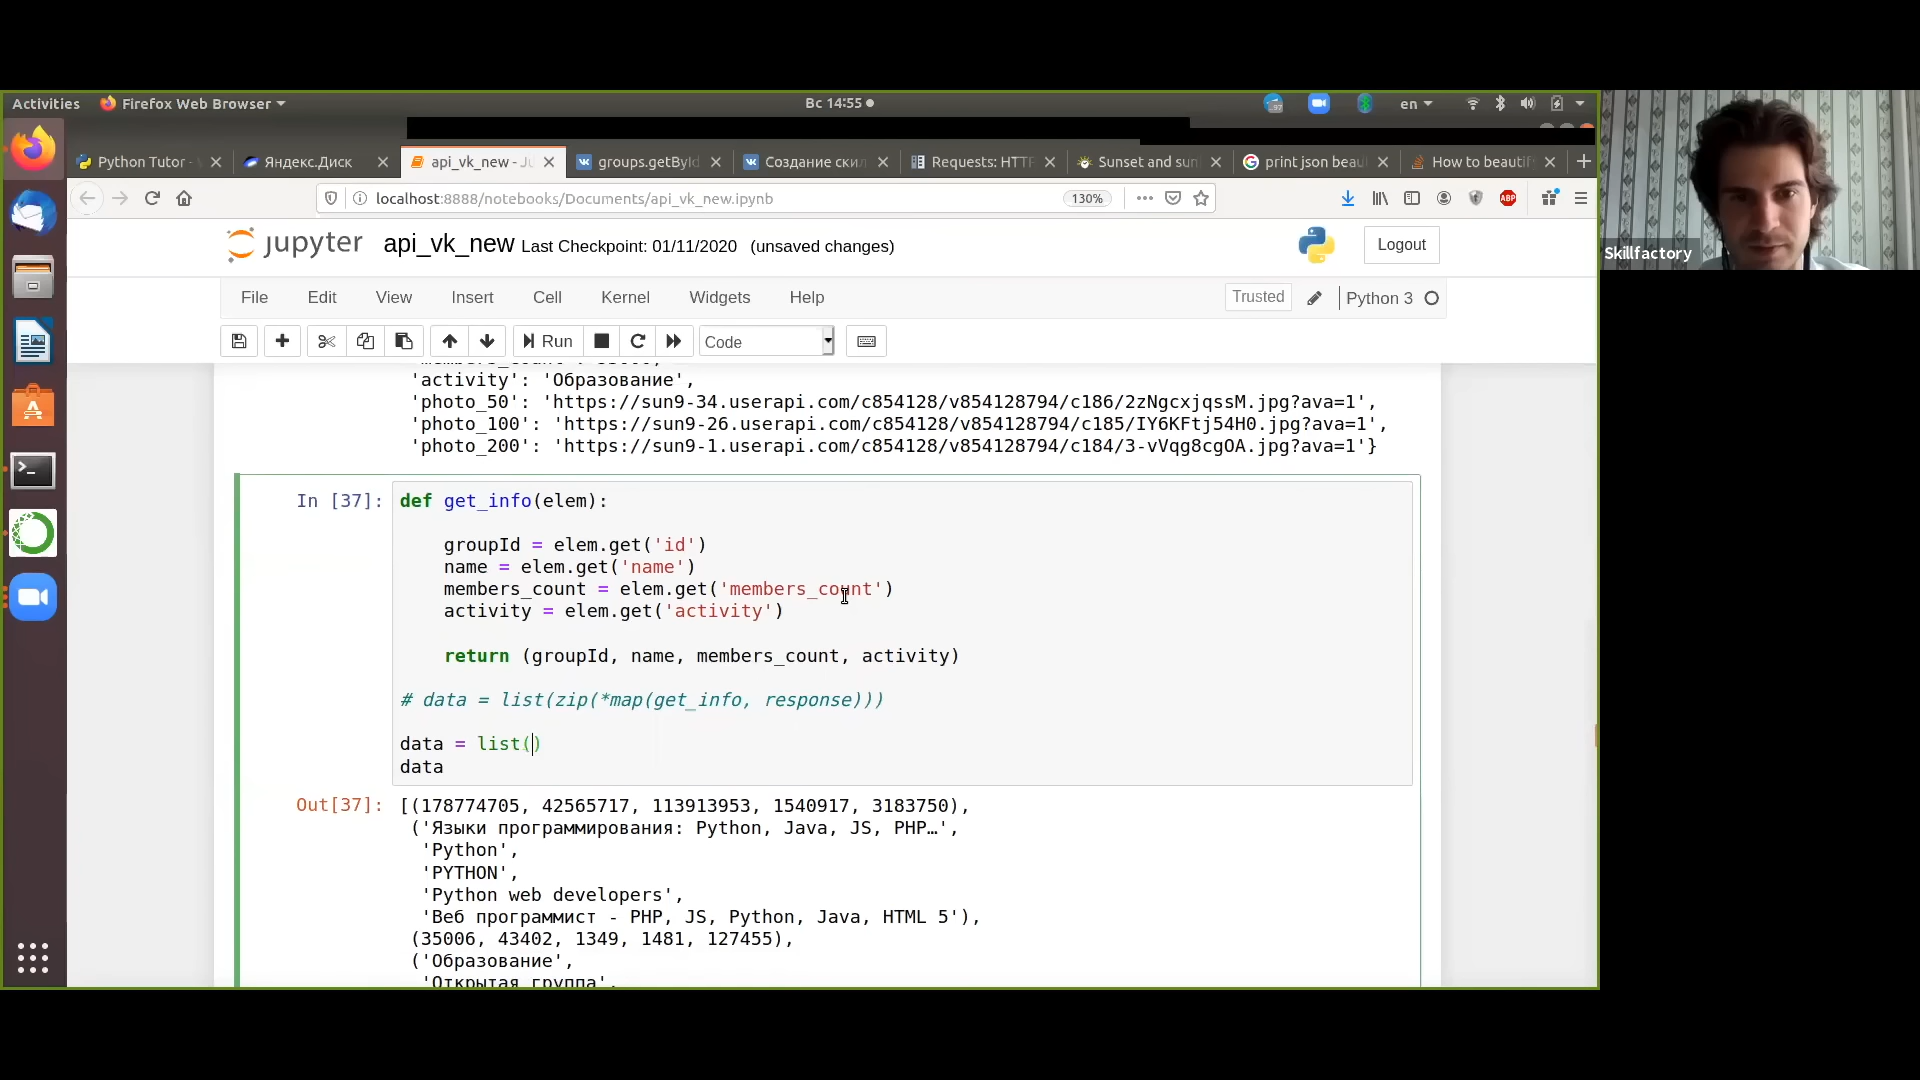 Activities Firefox Web Browser Вс 14:55 en
Python Tutor - Яндекс.Диск api_vk_new - Ju groups.getById Создание скил Requests: HTTP Sunset and sun print json beau How to beautif
localhost:8888/notebooks/Documents/api_vk_new.ipynb 130% ABP
jupyter api_vk_new Last Checkpoint: 01/11/2020 (unsaved changes) Logout
Skillfactory
File Edit View Insert Cell Kernel Widgets Help Trusted Python 3
Run Code
'activity': 'Образование',
'photo_50': 'https://sun9-34.userapi.com/c854128/v854128794/c186/2zNgcxjqssM.jpg?ava=1',
'photo_100': 'https://sun9-26.userapi.com/c854128/v854128794/c185/IY6KFtj54H0.jpg?ava=1',
'photo_200': 'https://sun9-1.userapi.com/c854128/v854128794/c184/3-vVqg8cgOA.jpg?ava=1'}
In [37]: def get_info(elem):
groupId = elem.get('id')
name = elem.get('name')
members_count = elem.get('members_count')
activity = elem.get('activity')
return (groupId, name, members_count, activity)
# data = list(zip(*map(get_info, response)))
data = list()
data
Out[37]: [(178774705, 42565717, 113913953, 1540917, 3183750),
('Языки программирования: Python, Java, JS, PHP…',
'Python',
'PYTHON',
'Python web developers',
'Веб программист - PHP, JS, Python, Java, HTML 5'),
(35006, 43402, 1349, 1481, 127455),
('Образование',
'Открытая группа',